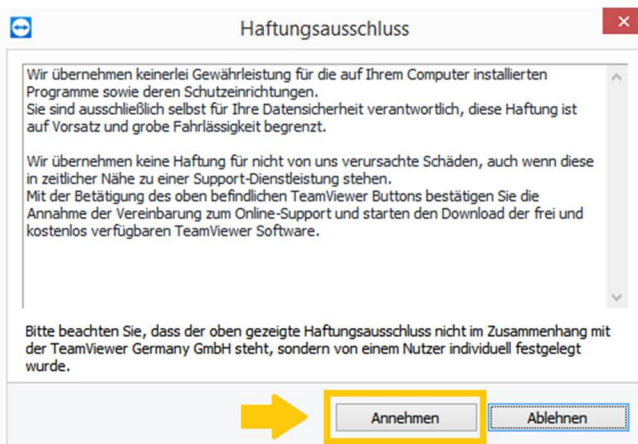 Haftungsausschluss
Wir übernehmen keinerlei Gewährleistung für die auf Ihrem Computer installierten
Programme sowie deren Schutzeinrichtungen.
Sie sind ausschließlich selbst für Ihre Datensicherheit verantwortlich, diese Haftung ist
auf Vorsatz und grobe Fahrlässigkeit begrenzt.
Wir übernehmen keine Haftung für nicht von uns verursachte Schäden, auch wenn diese
in zeitlicher Nähe zu einer Support-Dienstleistung stehen.
Mit der Betätigung des oben befindlichen TeamViewer Buttons bestätigen Sie die
Annahme der Vereinbarung zum Online-Support und starten den Download der frei und
kostenlos verfügbaren TeamViewer Software.
Bitte beachten Sie, dass der oben gezeigte Haftungsausschluss nicht im Zusammenhang mit
der TeamViewer Germany GmbH steht, sondern von einem Nutzer individuell festgelegt
wurde.
Annehmen
Ablehnen